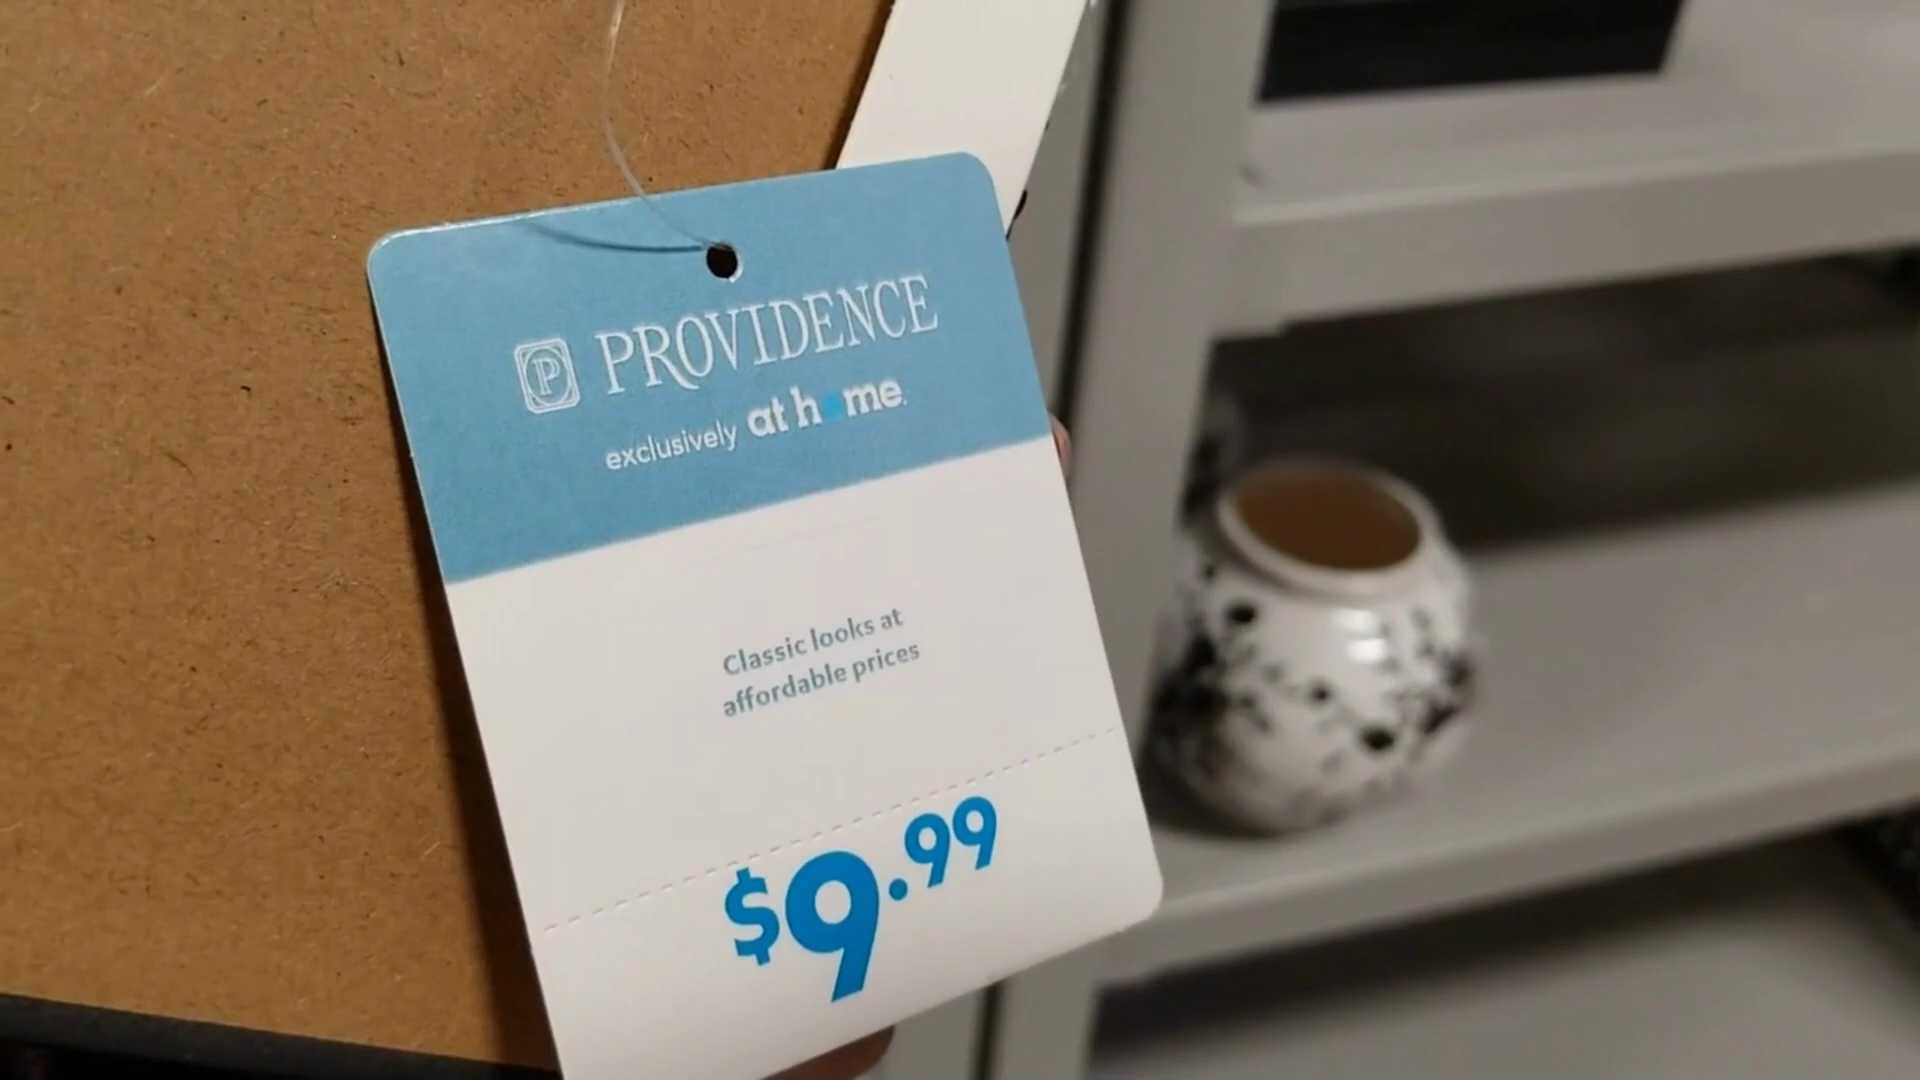 P PROVIDENCE
exclusively at home.
Classic looks at
affordable prices
$9.99